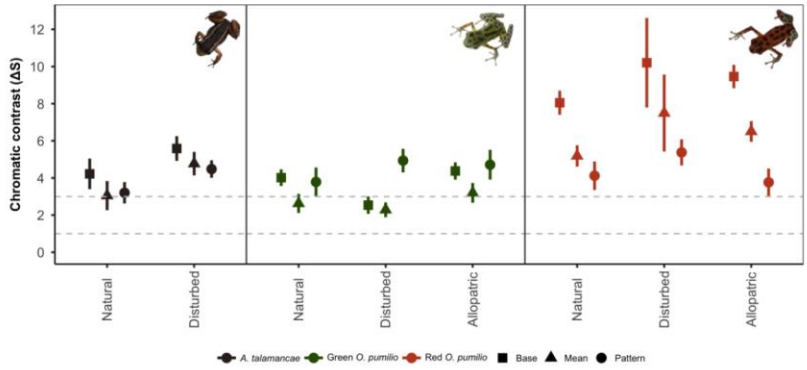 Chromatic contrast (ΔS)
12
10
8
6
4
2
0
Natural
Disturbed
Natural
Disturbed
Allopatric
Natural
Disturbed
Allopatric
A. talamancae Green O. pumilio Red O. pumilio Base Mean Pattern